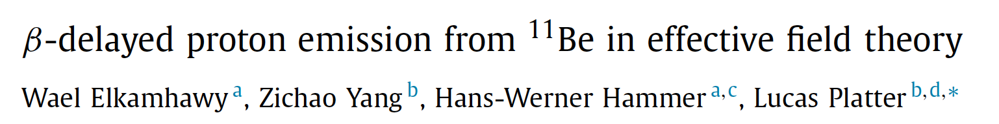 β-delayed proton emission from ¹¹Be in effective field theory
Wael Elkamhawy ᵃ, Zichao Yang ᵇ, Hans-Werner Hammer ᵃ,ᶜ, Lucas Platter ᵇ,ᵈ,*